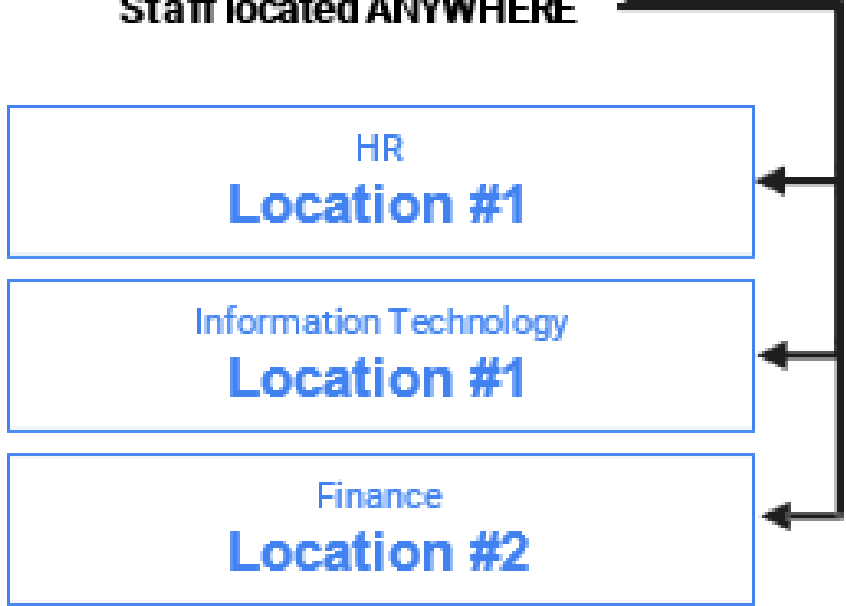 Staff located ANYWHERE
HR
Location #1
Information Technology
Location #1
Finance
Location #2